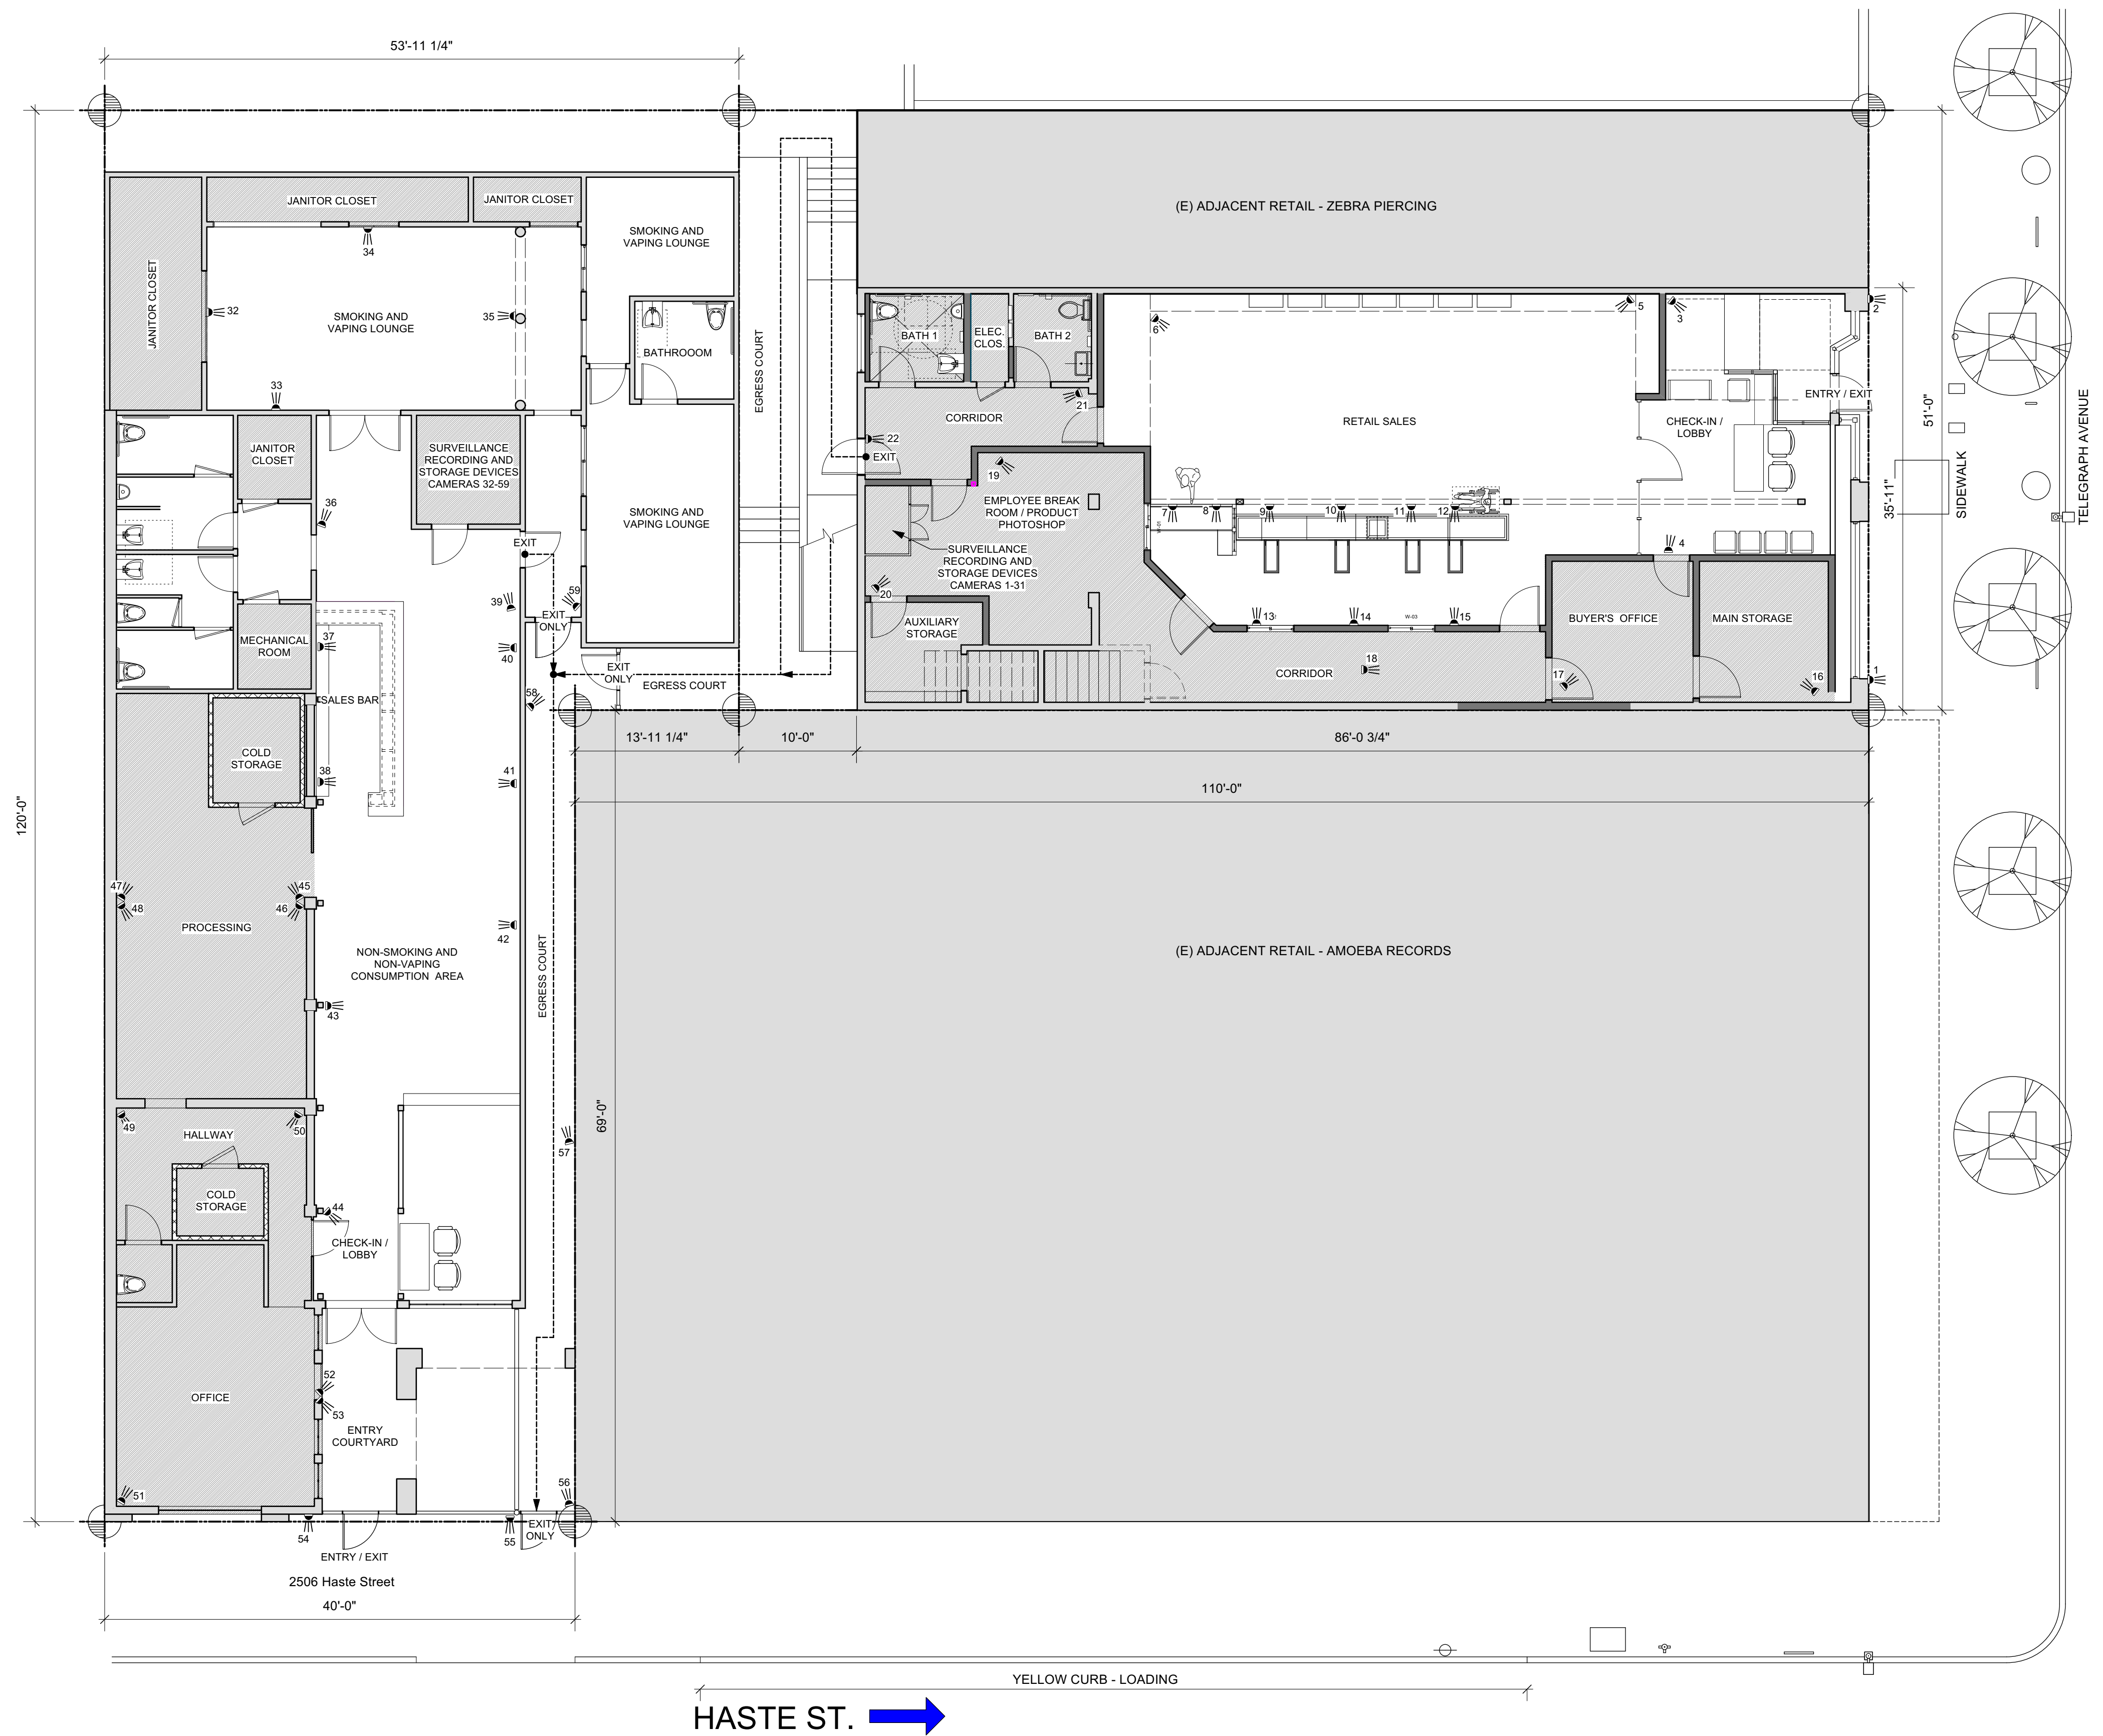 53'-11 1/4"
(E) ADJACENT RETAIL - ZEBRA PIERCING
JANITOR CLOSET
JANITOR CLOSET
JANITOR CLOSET
SMOKING AND
VAPING LOUNGE
34
32
SMOKING AND
VAPING LOUNGE
35
33
BATHROOOM
EGRESS COURT
BATH 1
ELEC.
CLOS.
BATH 2
6
5
3
2
ENTRY / EXIT
21
CORRIDOR
22
EXIT
RETAIL SALES
CHECK-IN /
LOBBY
51'-0"
35'-11"
SIDEWALK
TELEGRAPH AVENUE
JANITOR
CLOSET
SURVEILLANCE
RECORDING AND
STORAGE DEVICES
CAMERAS 32-59
36
SMOKING AND
VAPING LOUNGE
19
EMPLOYEE BREAK
ROOM / PRODUCT
PHOTOSHOP
7
8
9
10
11
12
W-01
4
EXIT
SURVEILLANCE
RECORDING AND
STORAGE DEVICES
CAMERAS 1-31
20
39
59
EXIT
ONLY
AUXILIARY
STORAGE
13
14
W-03
15
BUYER'S OFFICE
MAIN STORAGE
MECHANICAL
ROOM
37
40
EXIT
ONLY
EGRESS COURT
CORRIDOR
18
17
16
1
58
SALES BAR
13'-11 1/4"
10'-0"
86'-0 3/4"
COLD
STORAGE
38
41
110'-0"
120'-0"
47
48
45
46
PROCESSING
42
NON-SMOKING AND
NON-VAPING
CONSUMPTION AREA
EGRESS COURT
(E) ADJACENT RETAIL - AMOEBA RECORDS
43
69'-0"
49
50
HALLWAY
57
COLD
STORAGE
44
CHECK-IN /
LOBBY
52
OFFICE
53
ENTRY
COURTYARD
51
56
54
55
EXIT
ONLY
ENTRY / EXIT
2506 Haste Street
40'-0"
YELLOW CURB - LOADING
HASTE ST.